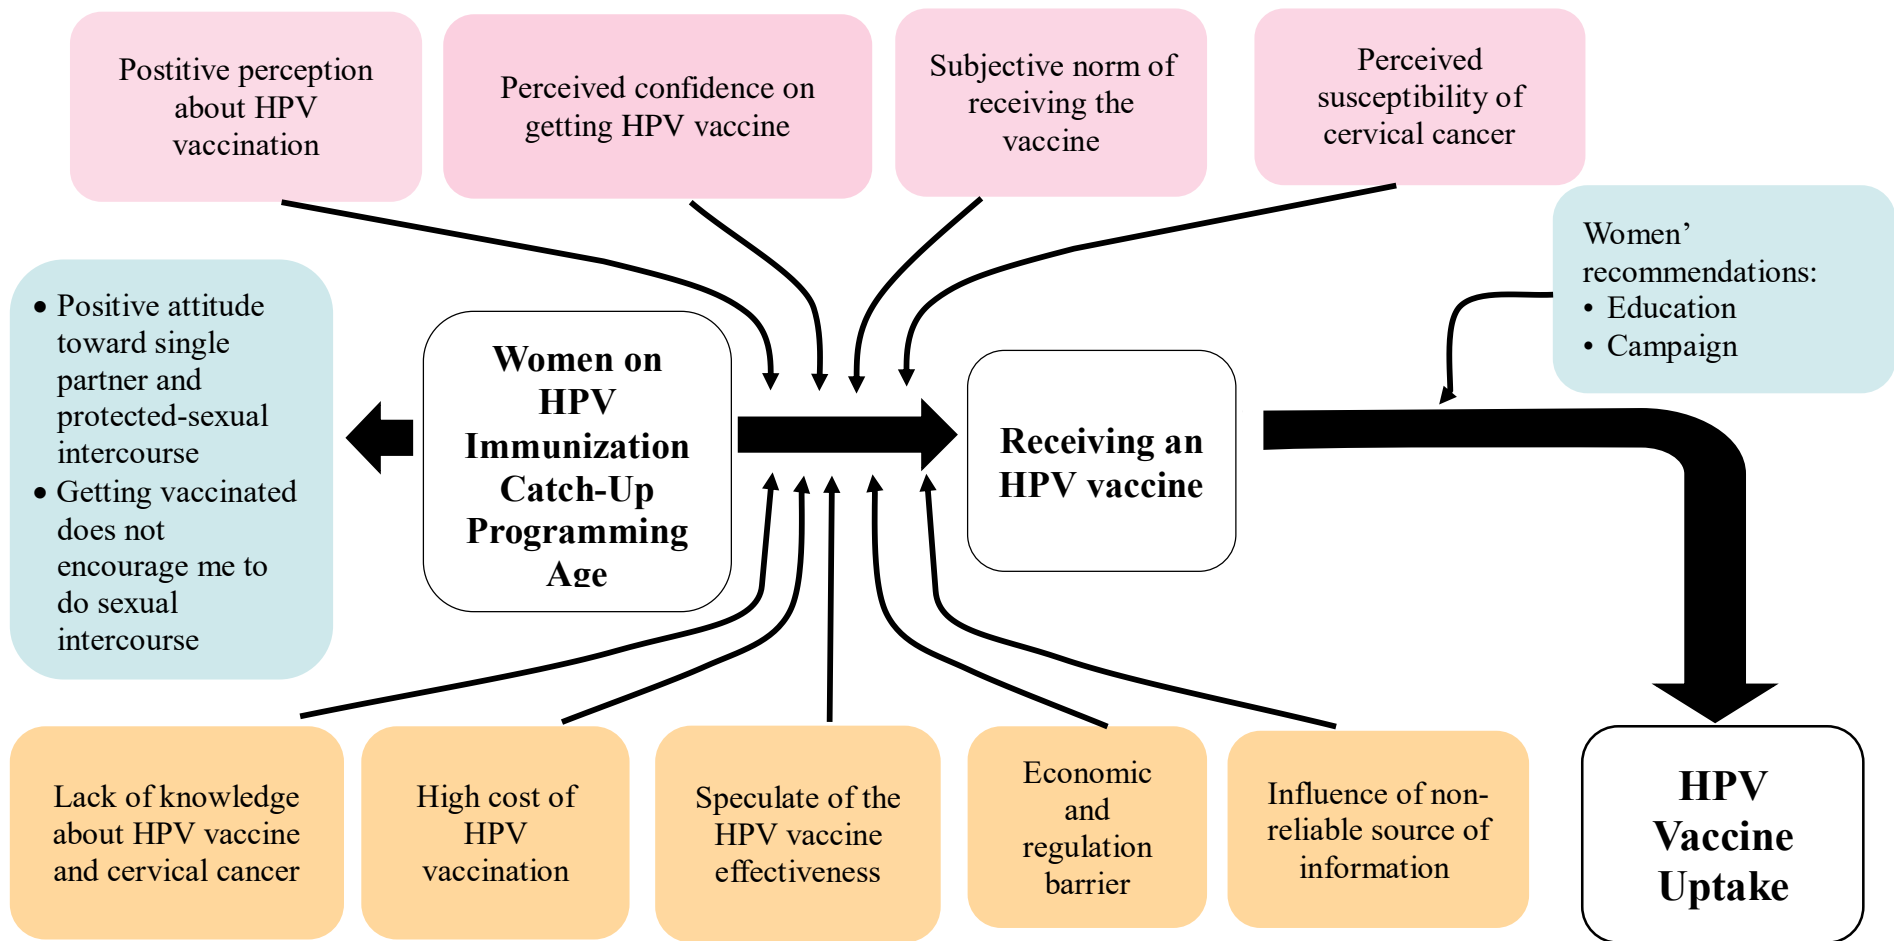 Postitive perception
about HPV
vaccination
Perceived confidence on
getting HPV vaccine
Subjective norm of
receiving the
vaccine
Perceived
susceptibility of
cervical cancer
Women’
recommendations:
• Education
• Campaign
• Positive attitude
toward single
partner and
protected-sexual
intercourse
• Getting vaccinated
does not
encourage me to
do sexual
intercourse
Women on
HPV
Immunization
Catch-Up
Programming
Age
Receiving an
HPV vaccine
Lack of knowledge
about HPV vaccine
and cervical cancer
High cost of
HPV
vaccination
Speculate of the
HPV vaccine
effectiveness
Economic
and
regulation
barrier
Influence of non-
reliable source of
information
HPV
Vaccine
Uptake